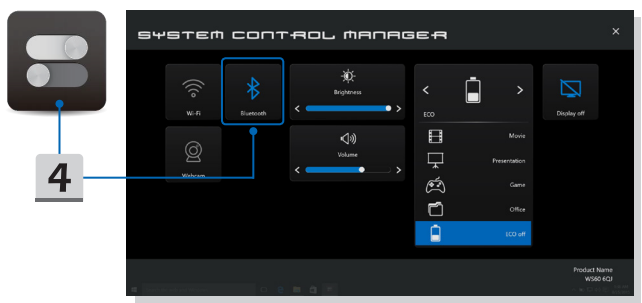 SYSTEM CONTROL MANAGER
Wi-Fi
Bluetooth
Brightness
ECO
Display off
Movie
Volume
Presentation
Webcam
Game
4
Office
ECO off
Product Name
WS60 6QJ